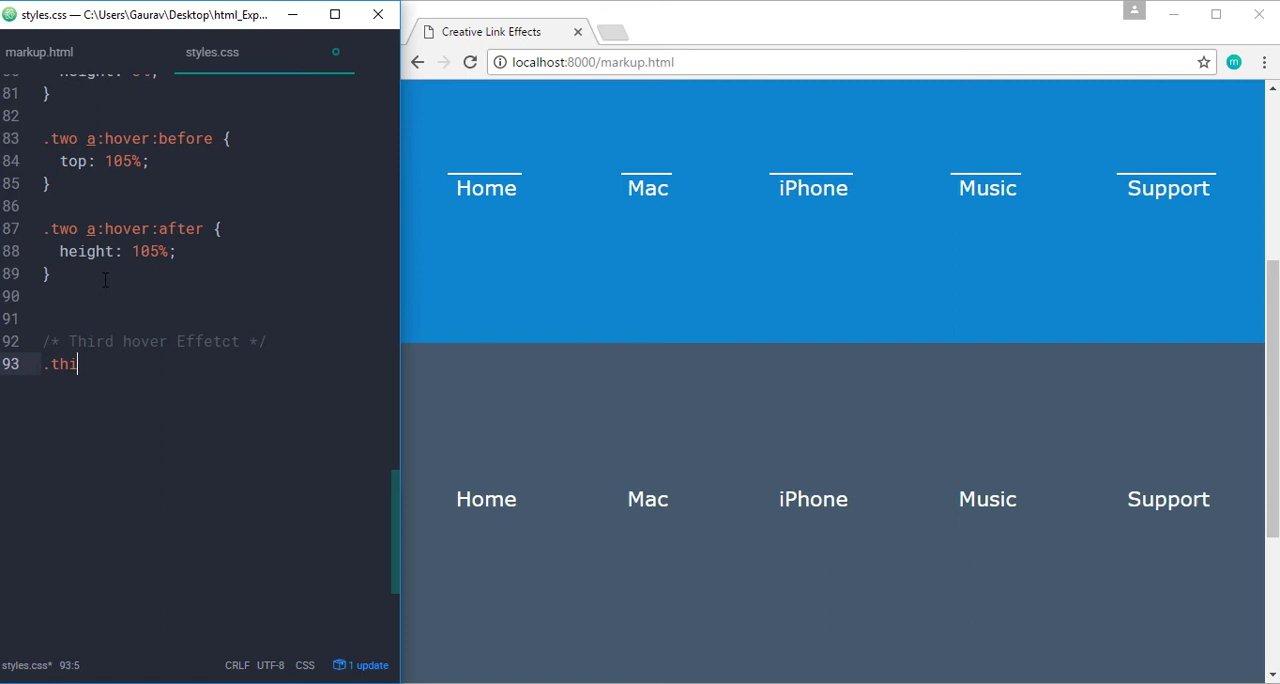 styles.css — C:\Users\Gaurav\Desktop\html_Exp...
Creative Link Effects
markup.html styles.css
localhost:8000/markup.html
m
81 }
82
83 .two a:hover:before {
84 top: 105%;
85 }
86
87 .two a:hover:after {
88 height: 105%;
89 }
90
91
92 /* Third hover Effetct */
93 .thi
Home Mac iPhone Music Support
Home Mac iPhone Music Support
styles.css* 93:5 CRLF UTF-8 CSS 1 update